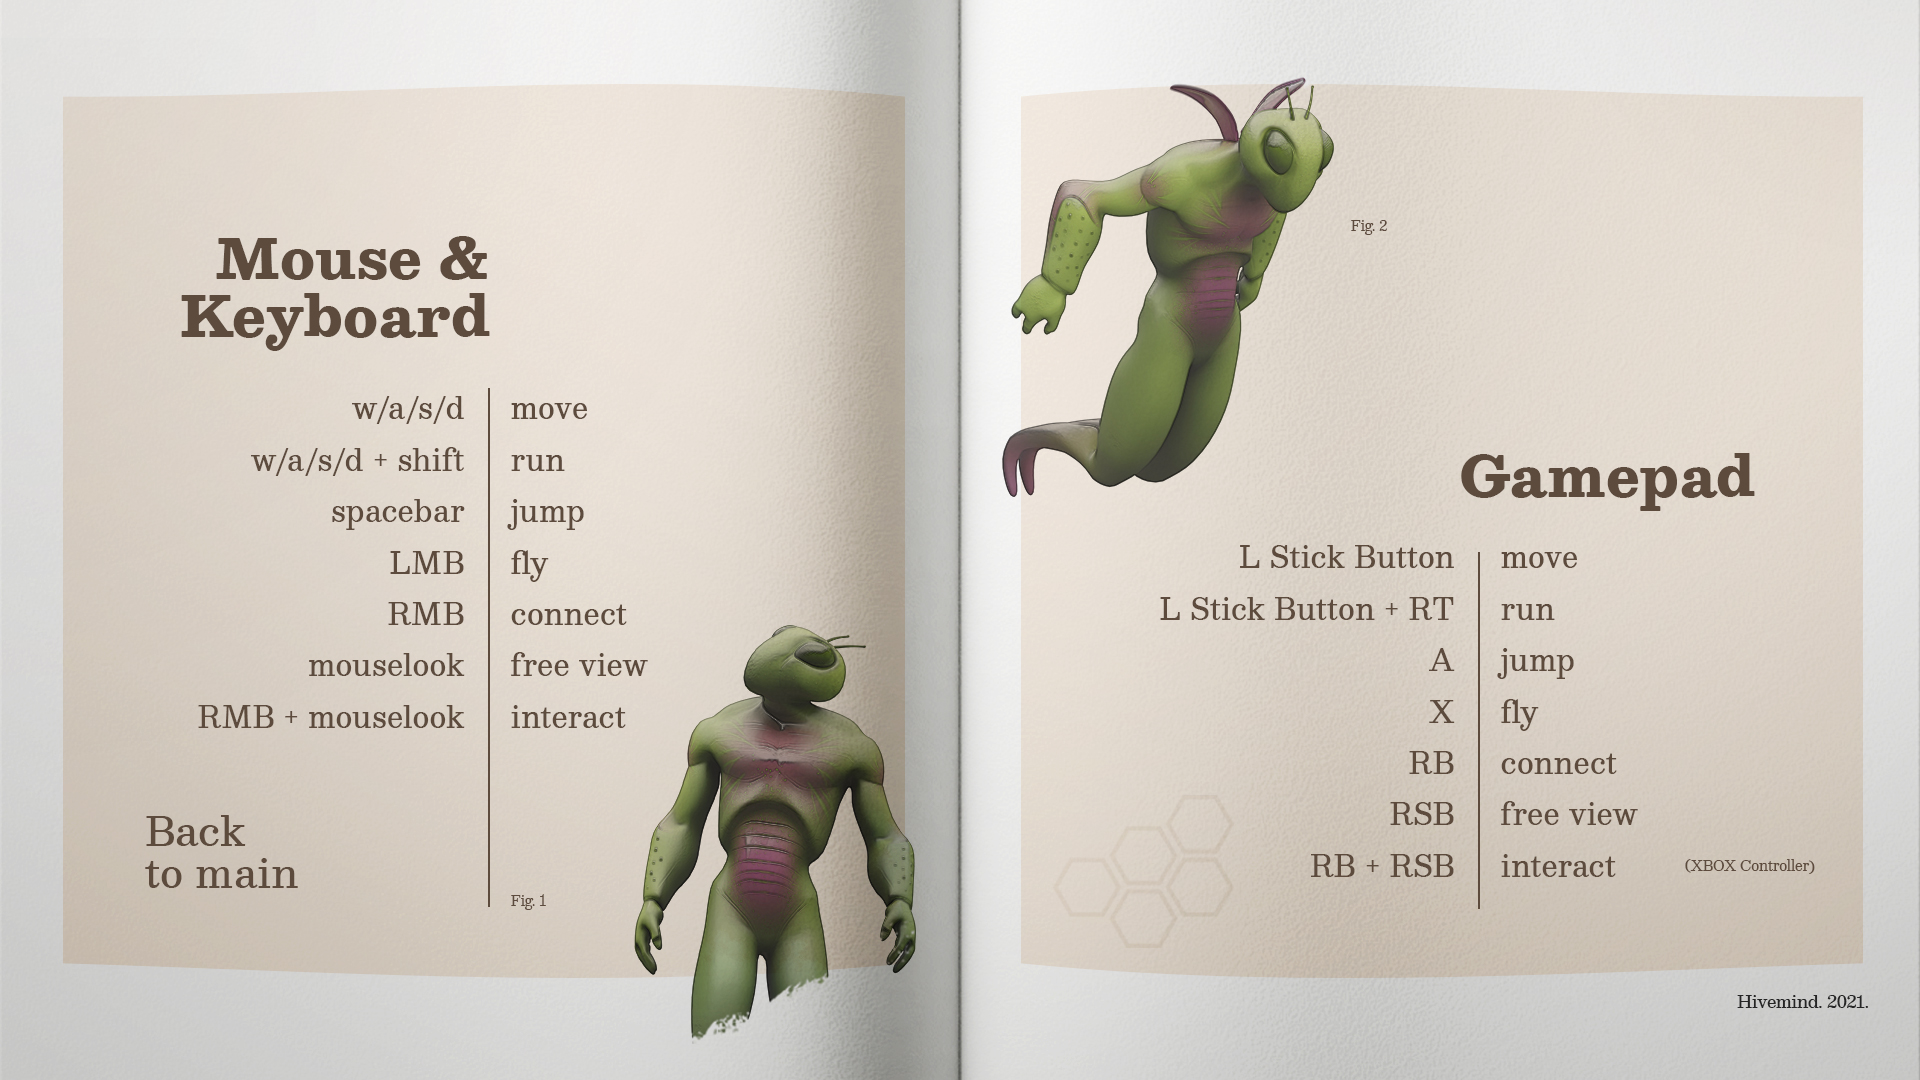 Mouse &
Keyboard
w/a/s/d move
w/a/s/d + shift run
spacebar jump
LMB fly
RMB connect
mouselook free view
RMB + mouselook interact
Back
to main
Fig. 1
Fig. 2
Gamepad
L Stick Button move
L Stick Button + RT run
A jump
X fly
RB connect
RSB free view
RB + RSB interact (XBOX Controller)
Hivemind. 2021.